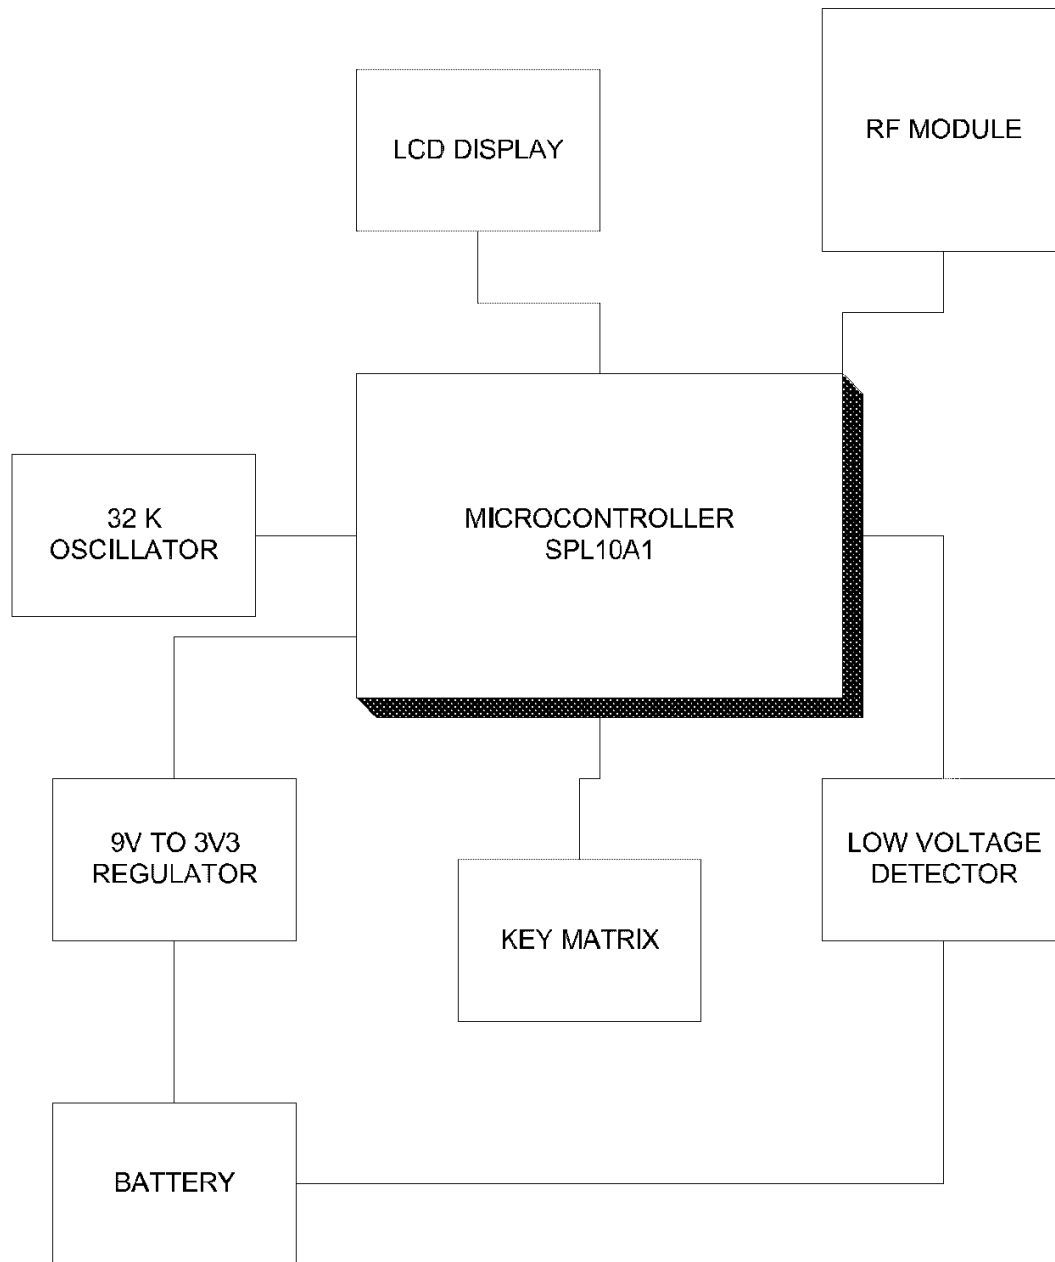 RF MODULE
LCD DISPLAY
32 K
OSCILLATOR
MICROCONTROLLER
SPL10A1
9V TO 3V3
REGULATOR
LOW VOLTAGE
DETECTOR
KEY MATRIX
BATTERY